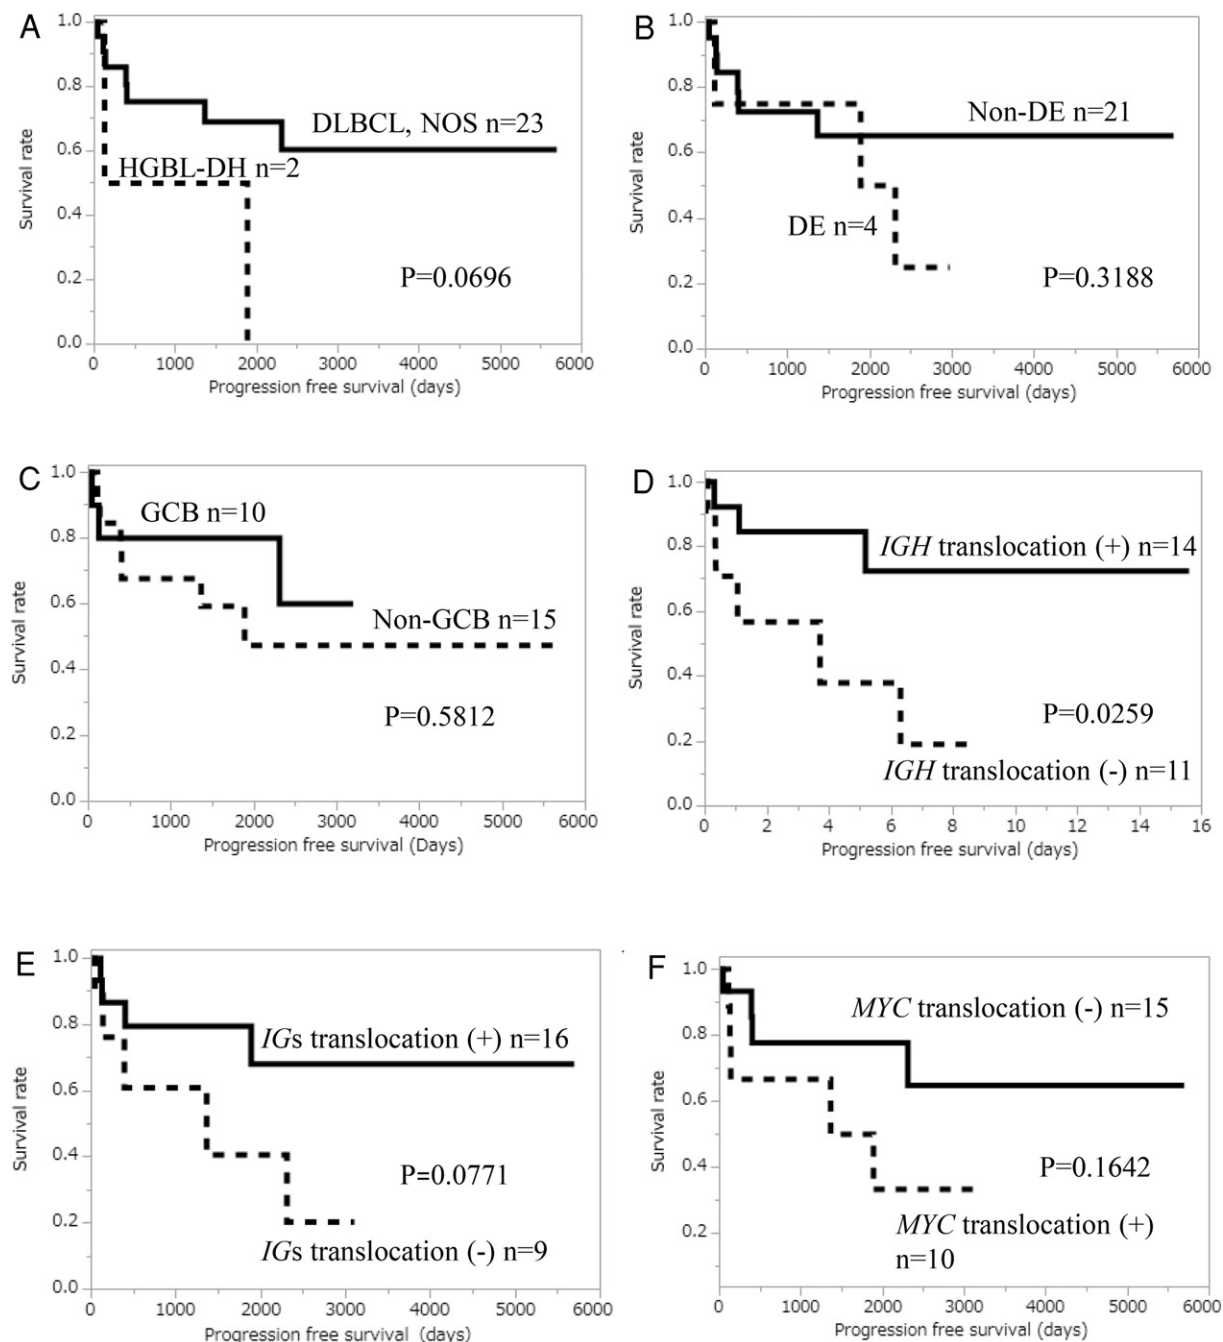 A
1.0
0.8
0.6
0.4
0.2
0.0
Survival rate
DLBCL, NOS n=23
HGBL-DH n=2
P=0.0696
0 1000 2000 3000 4000 5000 6000
Progression free survival (days)
B
1.0
0.8
0.6
0.4
0.2
0.0
Survival rate
Non-DE n=21
DE n=4
P=0.3188
0 1000 2000 3000 4000 5000 6000
Progression free survival (days)
C
1.0
0.8
0.6
0.4
0.2
0.0
Survival rate
GCB n=10
Non-GCB n=15
P=0.5812
0 1000 2000 3000 4000 5000 6000
Progression free survival (Days)
D
1.0
0.8
0.6
0.4
0.2
0.0
Survival rate
IGH translocation (+) n=14
P=0.0259
IGH translocation (-) n=11
0 2 4 6 8 10 12 14 16
Progression free survival (days)
E
1.0
0.8
0.6
0.4
0.2
0.0
Survival rate
IGs translocation (+) n=16
P=0.0771
IGs translocation (-) n=9
0 1000 2000 3000 4000 5000 6000
Progression free survival (days)
F
1.0
0.8
0.6
0.4
0.2
Survival rate
MYC translocation (-) n=15
P=0.1642
MYC translocation (+)
n=10
0 1000 2000 3000 4000 5000 6000
Progression free survival (days)